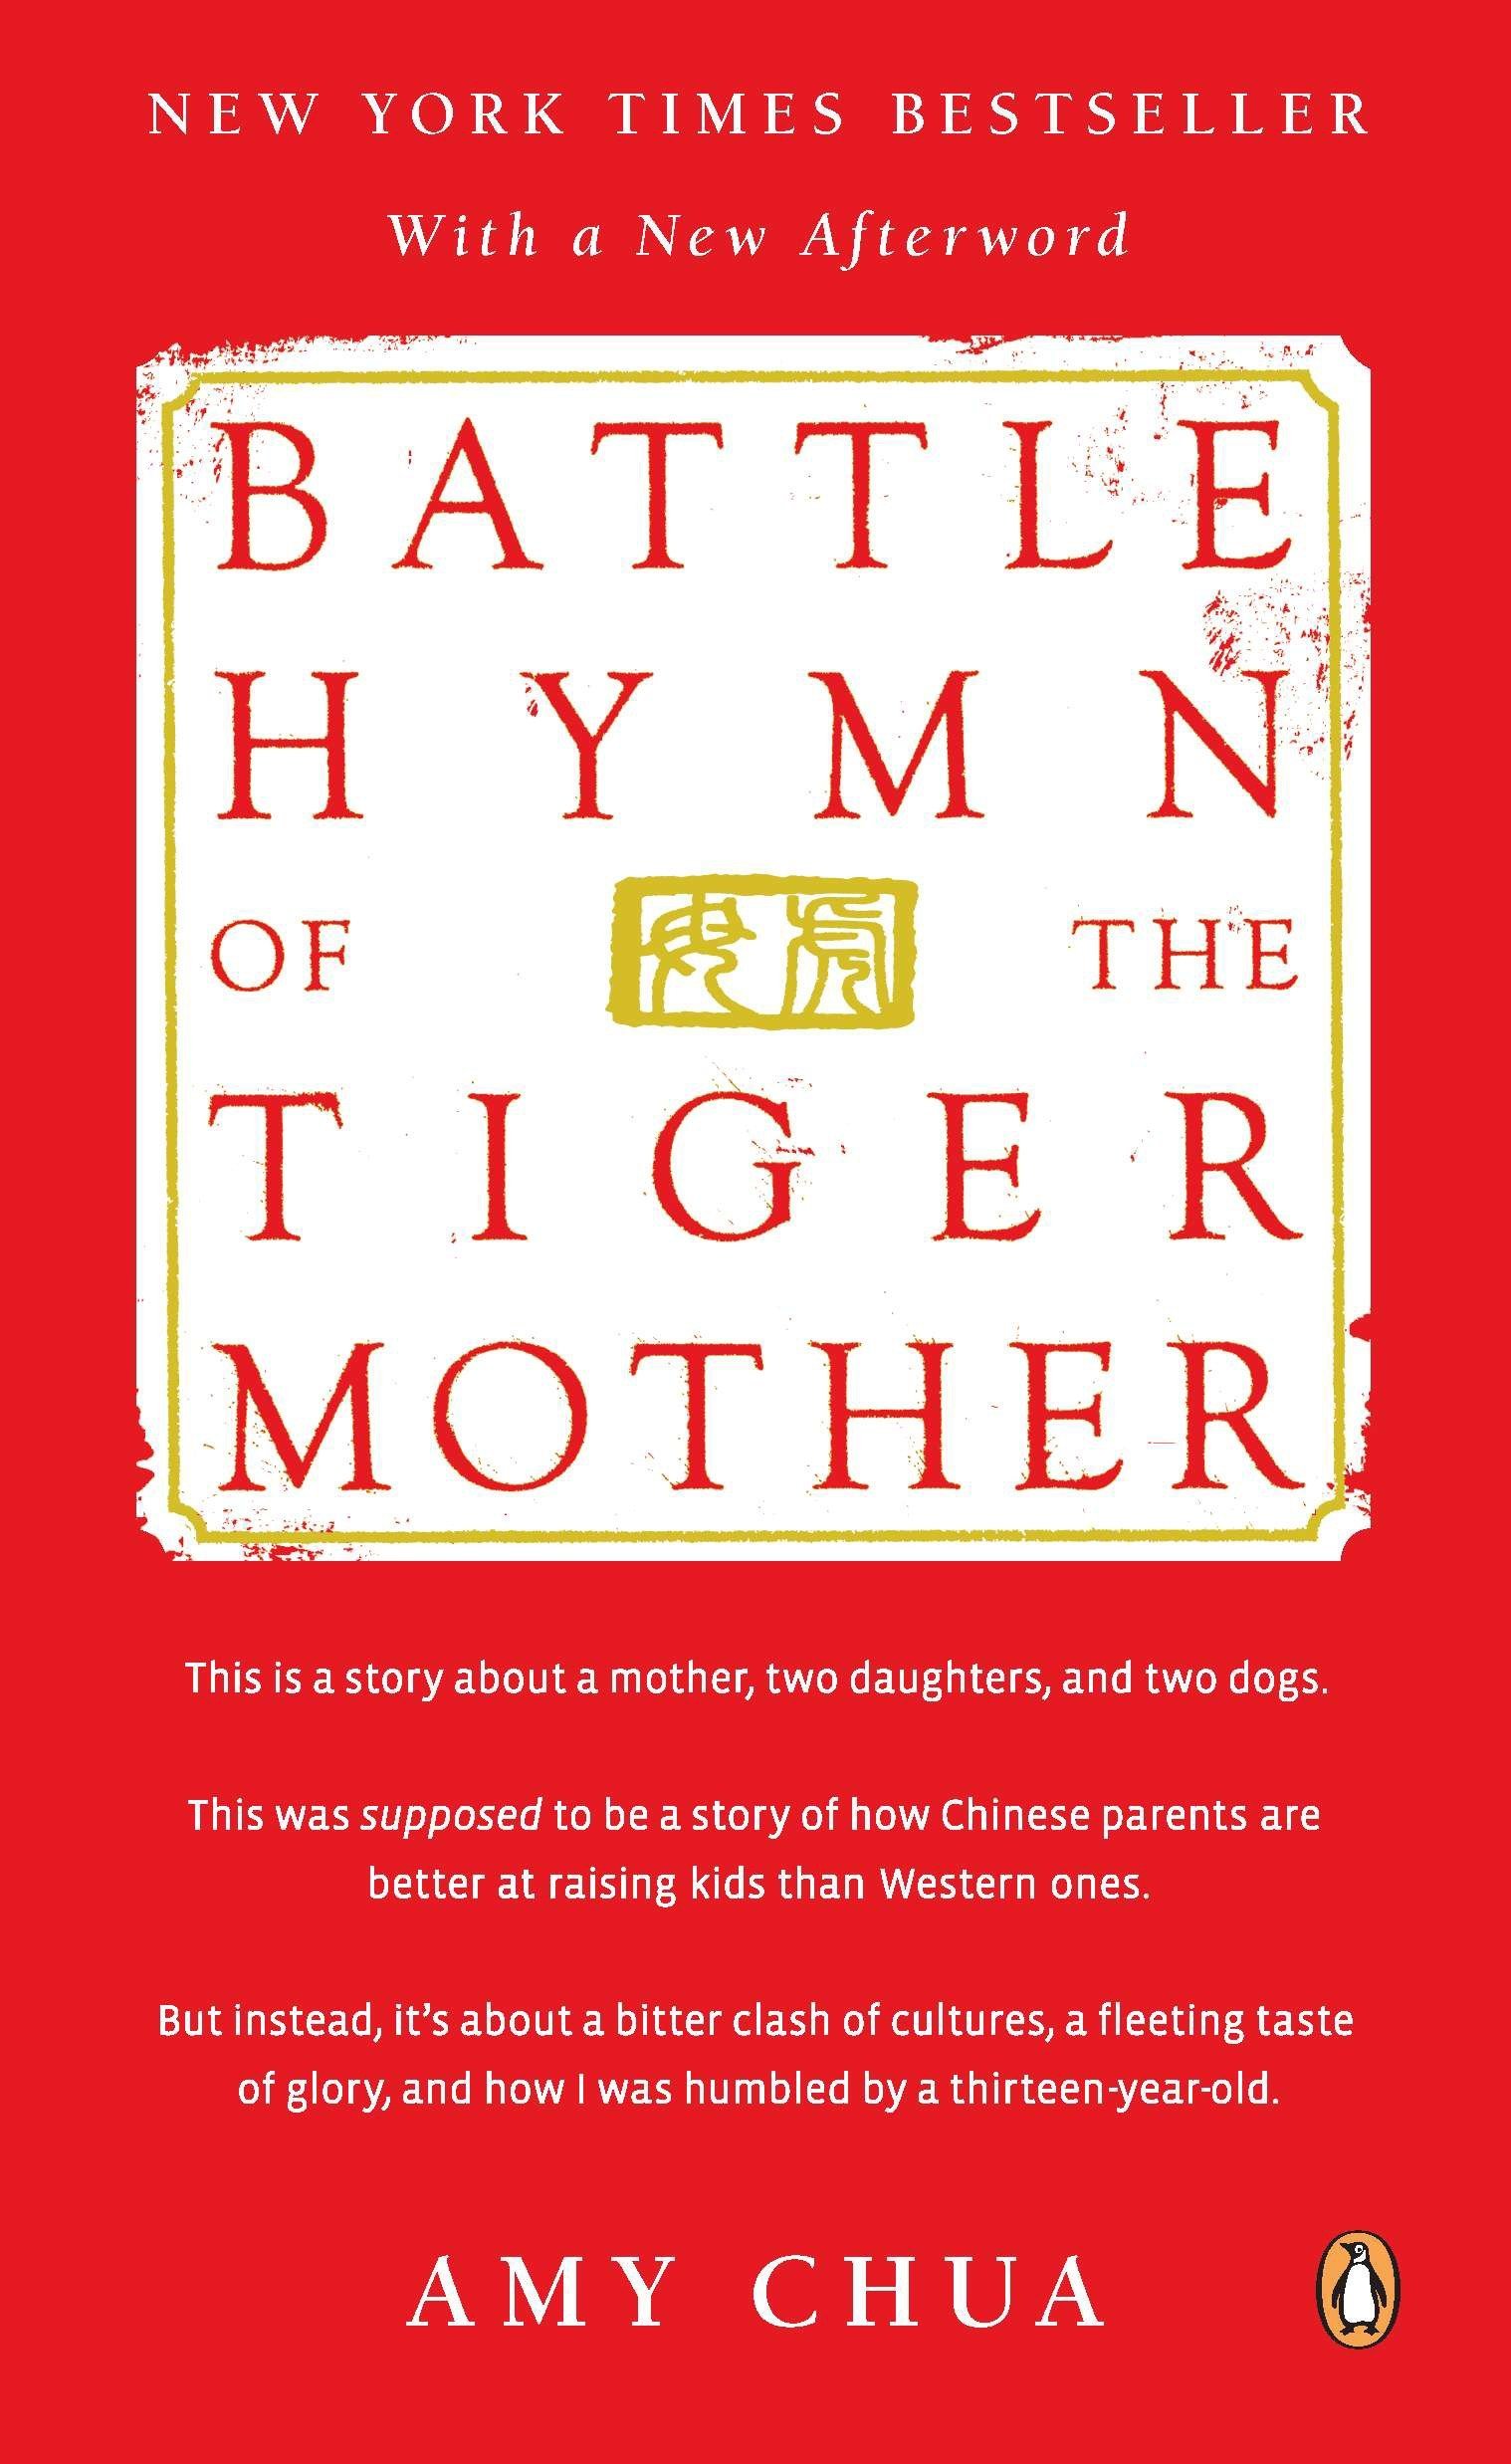 NEW YORK TIMES BESTSELLER
With a New Afterword
BATTLE
HYMN
OF 虎母 THE
TIGER
MOTHER
This is a story about a mother, two daughters, and two dogs.
This was supposed to be a story of how Chinese parents are
better at raising kids than Western ones.
But instead, it’s about a bitter clash of cultures, a fleeting taste
of glory, and how I was humbled by a thirteen-year-old.
AMY CHUA